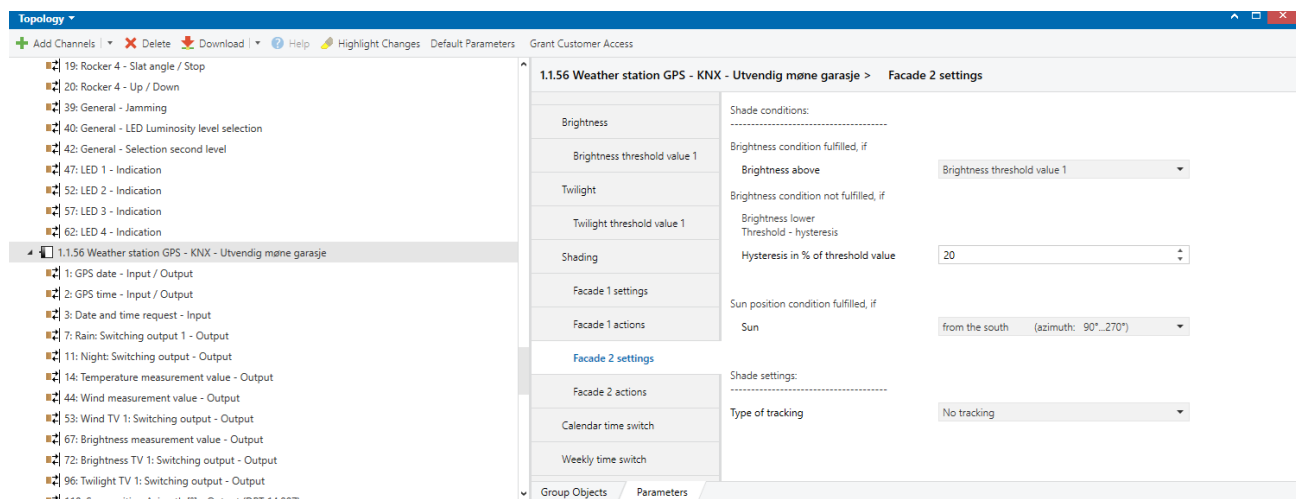 Topology
Add Channels Delete Download Help Highlight Changes Default Parameters Grant Customer Access
19: Rocker 4 - Slat angle / Stop
20: Rocker 4 - Up / Down
39: General - Jamming
40: General - LED Luminosity level selection
42: General - Selection second level
47: LED 1 - Indication
52: LED 2 - Indication
57: LED 3 - Indication
62: LED 4 - Indication
1.1.56 Weather station GPS - KNX - Utvendig møne garasje
1: GPS date - Input / Output
2: GPS time - Input / Output
3: Date and time request - Input
7: Rain: Switching output 1 - Output
11: Night: Switching output - Output
14: Temperature measurement value - Output
44: Wind measurement value - Output
53: Wind TV 1: Switching output - Output
67: Brightness measurement value - Output
72: Brightness TV 1: Switching output - Output
96: Twilight TV 1: Switching output - Output
1.1.56 Weather station GPS - KNX - Utvendig møne garasje > Facade 2 settings
Brightness
Brightness threshold value 1
Twilight
Twilight threshold value 1
Shading
Facade 1 settings
Facade 1 actions
Facade 2 settings
Facade 2 actions
Calendar time switch
Weekly time switch
Shade conditions:
--------------------------------------
Brightness condition fulfilled, if
Brightness above Brightness threshold value 1
Brightness condition not fulfilled, if
Brightness lower
Threshold - hysteresis
Hysteresis in % of threshold value 20
Sun position condition fulfilled, if
Sun from the south (azimuth: 90°...270°)
Shade settings:
--------------------------------------
Type of tracking No tracking
Group Objects Parameters